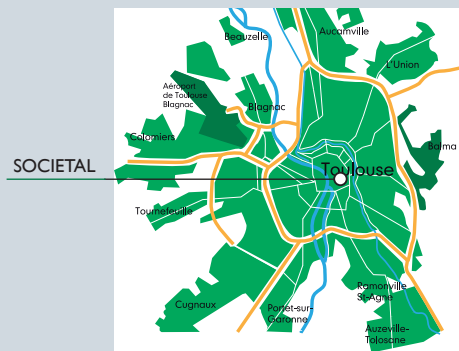 Beauzelle
Aucamville
L'Union
Aéroport
de Toulouse
Blagnac
Blagnac
Colomiers
Balma
SOCIETAL
Toulouse
Tournefeuille
Ramonville
St-Agne
Cugnaux
Portet-sur-
Garonne
Auzeville-
Tolosane